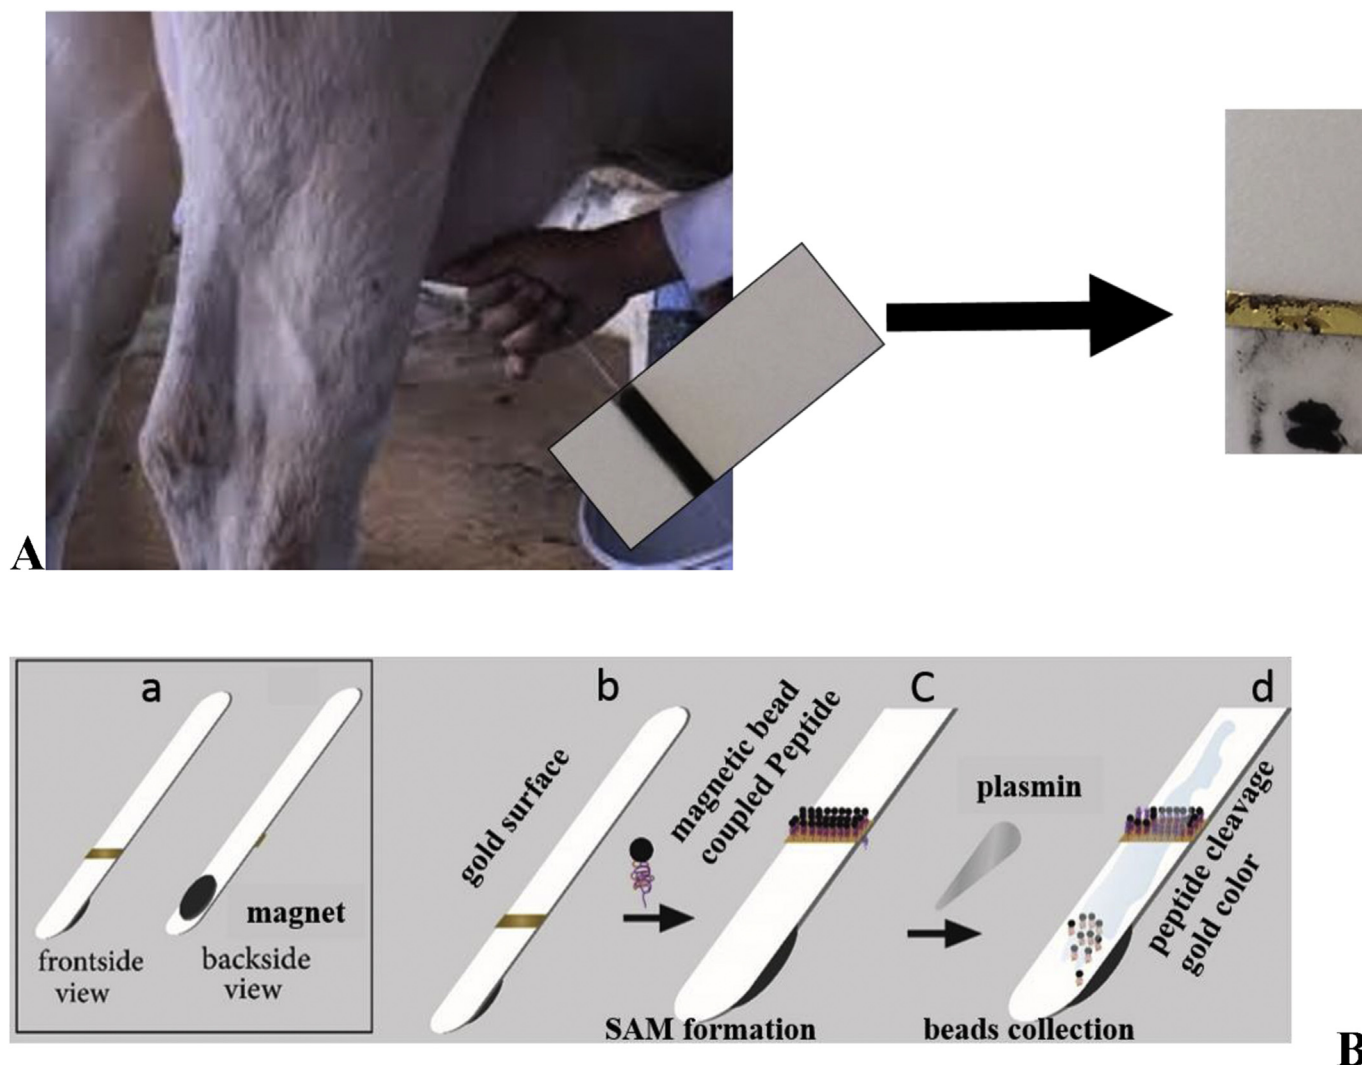 A
a
b
C
d
gold surface
magnetic bead
coupled Peptide
plasmin
peptide cleavage
gold color
magnet
frontside
view
backside
view
SAM formation
beads collection
B